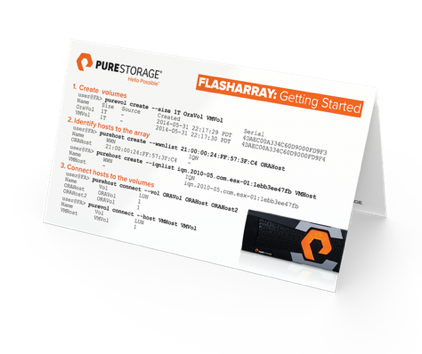 PURESTORAGE®
Hello Possible
FLASHARRAY: Getting Started
1. Create volumes
user@FA> purevol create --size 1T OraVol VMVol
Name Size Source Created Serial
OraVol 1T - 2014-05-31 22:17:29 PDT
VMVol 1T - 2014-05-31 22:17:30 PDT
2. Identify hosts to the array
user@FA> purehost create --wwnlist 21:00:00:24:FF:57:3F:C4 ORAHost
Name WWN IQN
ORAHost 21:00:00:24:FF:57:3F:C4 -
user@FA> purehost create --iqnlist iqn.2010-05.com.esx-01:1ebb3ee47fb VMHost
Name WWN IQN
VMHost - iqn.2010-05.com.esx-01:1ebb3ee47fb
3. Connect hosts to the volumes
user@FA> purehost connect --vol ORAVol ORAHost ORAHost2
Name Vol LUN
ORAHost ORAVol 1
ORAHost2 ORAVol 1
user@FA> purevol connect --host VMHost VMVol
Name Vol LUN
VMHost VMVol 1